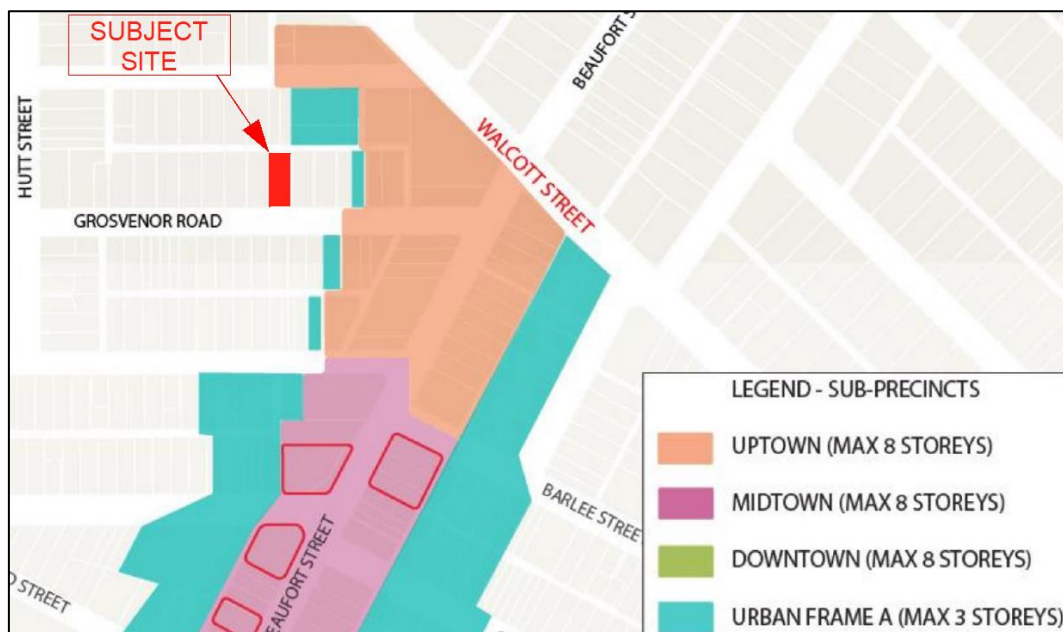 SUBJECT
SITE
BEAUFORT S
HUTT STREET
WALCOTT STREET
GROSVENOR ROAD
LEGEND - SUB-PRECINCTS
UPTOWN (MAX 8 STOREYS)
MIDTOWN (MAX 8 STOREYS)
BARLEE STREE
DOWNTOWN (MAX 8 STOREYS)
BEAUFORT STREET
D STREET
URBAN FRAME A (MAX 3 STOREYS)